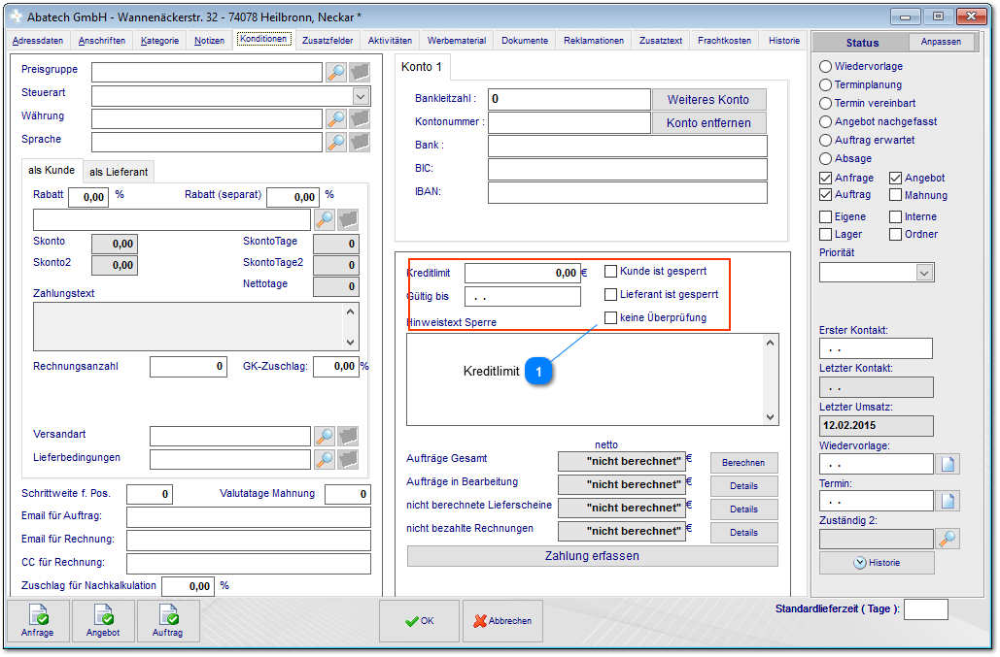 Abatech GmbH - Wannenäckerstr. 32 - 74078 Heilbronn, Neckar *
Adressdaten Anschriften Kategorie Notizen Konditionen Zusatzfelder Aktivitäten Werbematerial Dokumente Reklamationen Zusatztext Frachtkosten Historie
Preisgruppe
Steuerart
Währung
Sprache
als Kunde als Lieferant
Rabatt 0,00 % Rabatt (separat) 0,00 %
Skonto 0,00 SkontoTage 0
Skonto2 0,00 SkontoTage2 0
Nettotage 0
Zahlungstext
Rechnungsanzahl 0 GK-Zuschlag: 0,00 %
Versandart
Lieferbedingungen
Schrittweite f. Pos. 0 Valutatage Mahnung 0
Email für Auftrag:
Email für Rechnung:
CC für Rechnung:
Zuschlag für Nachkalkulation 0,00 %
Konto 1
Bankleitzahl : 0 Weiteres Konto
Kontonummer : Konto entfernen
Bank :
BIC:
IBAN:
Kreditlimit 0,00 € Kunde ist gesperrt
Gültig bis . . Lieferant ist gesperrt
Hinweistext Sperre keine Überprüfung
Kreditlimit 1
netto
Aufträge Gesamt "nicht berechnet" € Berechnen
Aufträge in Bearbeitung "nicht berechnet" € Details
nicht berechnete Lieferscheine "nicht berechnet" € Details
nicht bezahlte Rechnungen "nicht berechnet" € Details
Zahlung erfassen
Status Anpassen
Wiedervorlage
Terminplanung
Termin vereinbart
Angebot nachgefasst
Auftrag erwartet
Absage
Anfrage Angebot
Auftrag Mahnung
Eigene Interne
Lager Ordner
Priorität
Erster Kontakt:
. .
Letzter Kontakt:
. .
Letzter Umsatz:
12.02.2015
Wiedervorlage:
. .
Termin:
. .
Zuständig 2:
Historie
Anfrage Angebot Auftrag OK Abbrechen Standardlieferzeit ( Tage ):